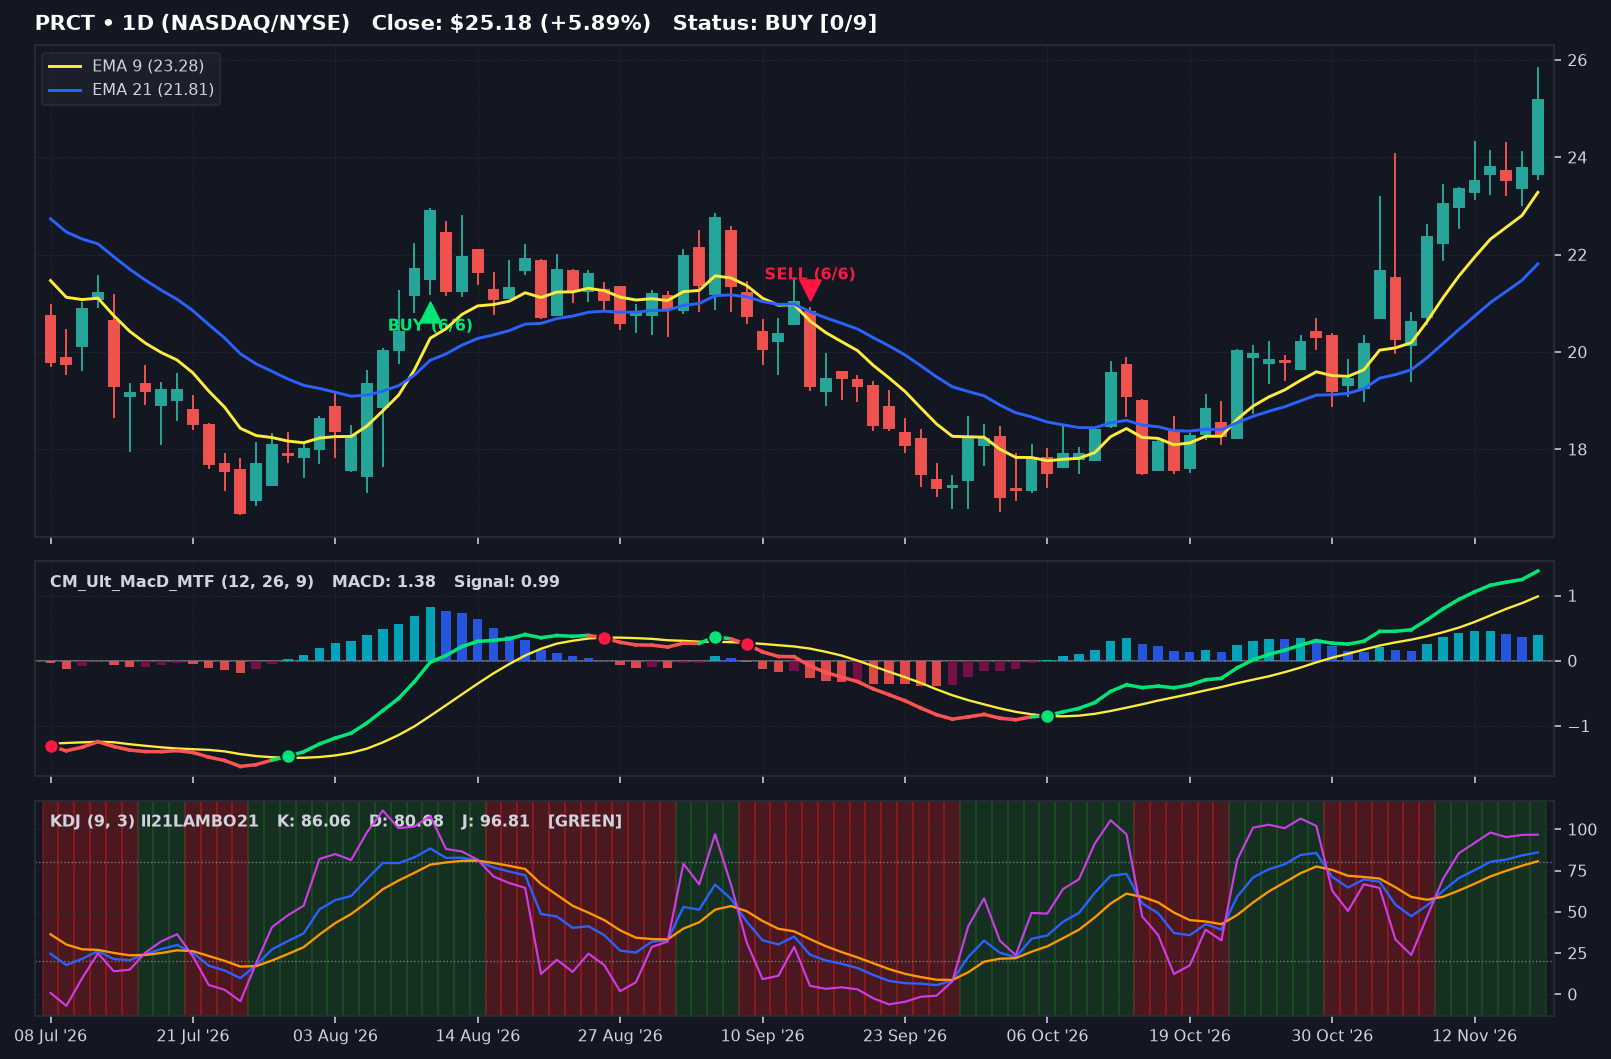 PRCT • 1D (NASDAQ/NYSE)   Close: $25.18 (+5.89%)   Status: BUY [0/9]
EMA 9 (23.28)
EMA 21 (21.81)
26
24
22
20
18
SELL (6/6)
BUY (6/6)
CM_Ult_MacD_MTF (12, 26, 9)   MACD: 1.38   Signal: 0.99
1
0
−1
KDJ (9, 3) ll21LAMBO21   K: 86.06   D: 80.68   J: 96.81   [GREEN]
100
75
50
25
0
08 Jul '26
21 Jul '26
03 Aug '26
14 Aug '26
27 Aug '26
10 Sep '26
23 Sep '26
06 Oct '26
19 Oct '26
30 Oct '26
12 Nov '26